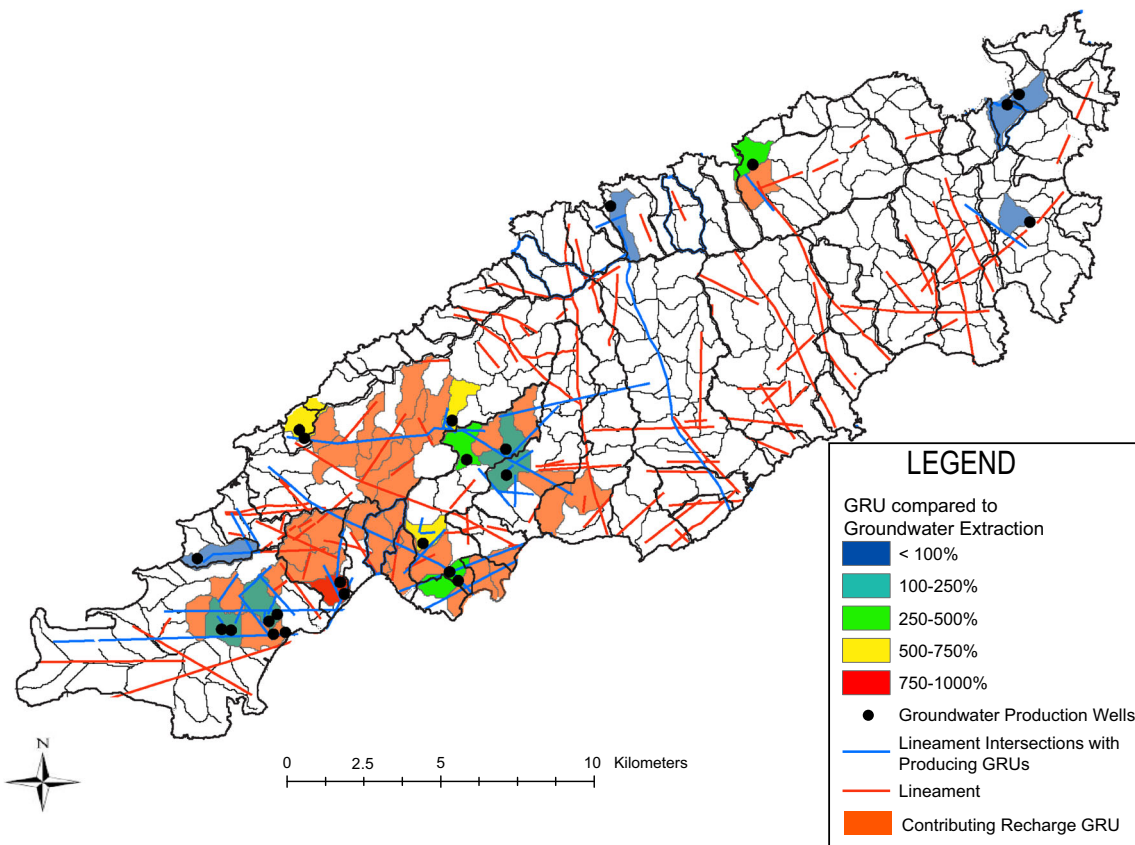 LEGEND
GRU compared to
Groundwater Extraction
< 100%
100-250%
250-500%
500-750%
750-1000%
Groundwater Production Wells
Lineament Intersections with
Producing GRUs
Lineament
Contributing Recharge GRU
N
0 2.5 5 10 Kilometers